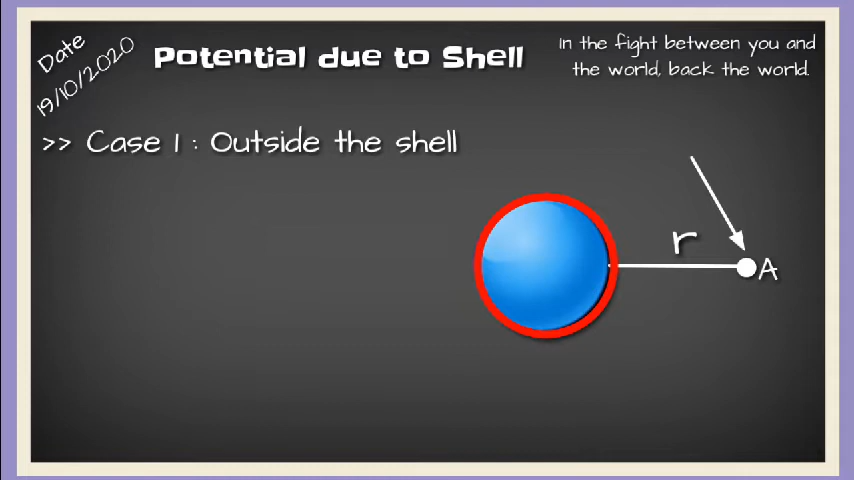 Date
19/10/2020
Potential due to Shell
In the fight between you and
the world, back the world.
>> Case 1 : Outside the shell
r
A